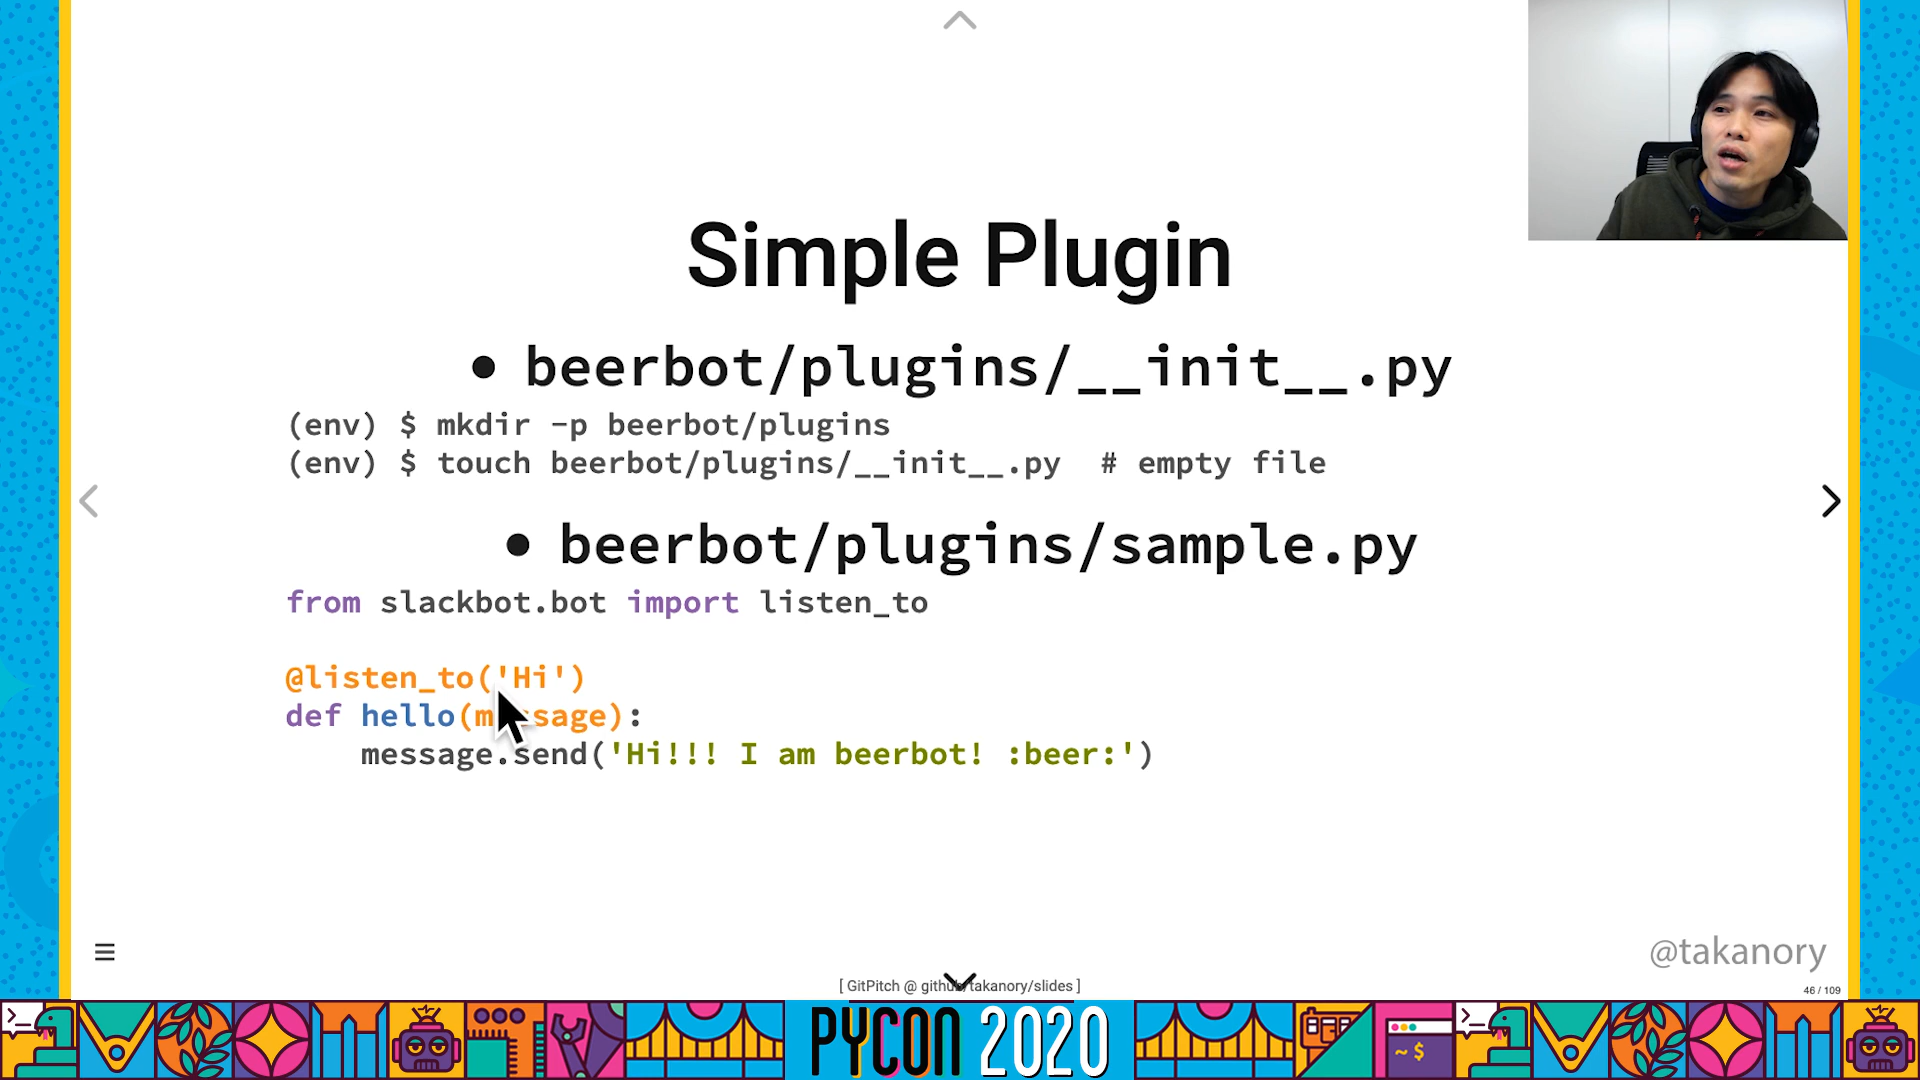 Simple Plugin
• beerbot/plugins/__init__.py
(env) $ mkdir -p beerbot/plugins
(env) $ touch beerbot/plugins/__init__.py  # empty file
• beerbot/plugins/sample.py
from slackbot.bot import listen_to
@listen_to('Hi')
def hello(message):
    message.send('Hi!!! I am beerbot! :beer:')
@takanory
[ GitPitch @ github/takanory/slides ]
46 / 109
PYCON 2020
~ $